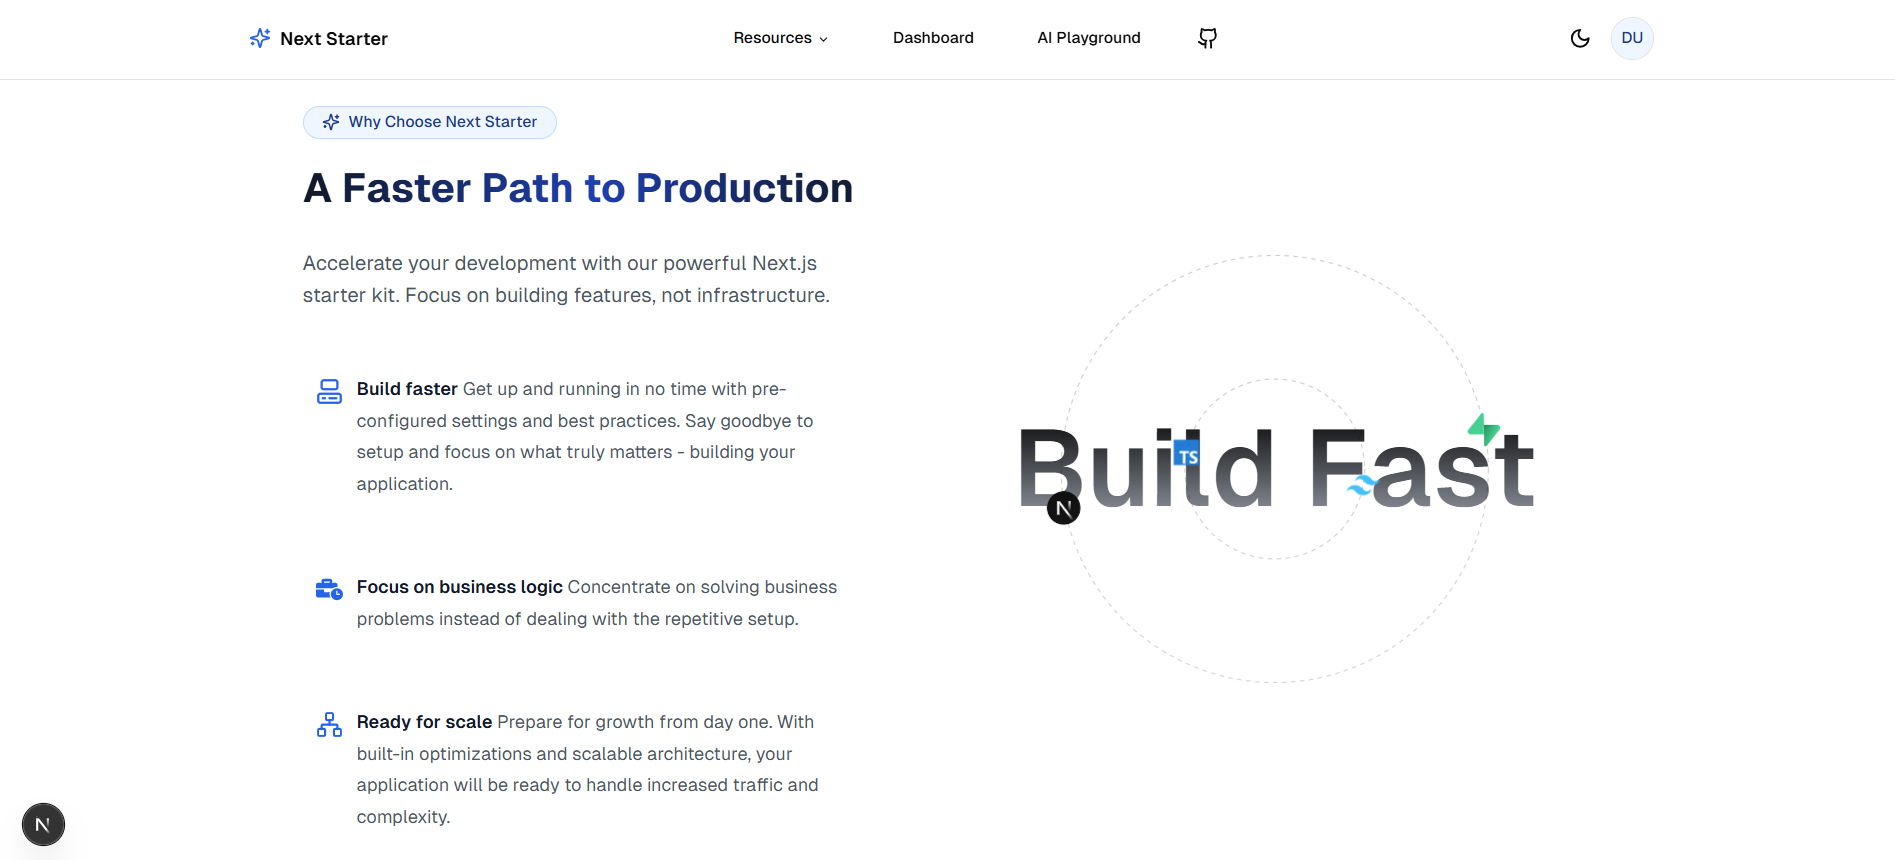 Next Starter
Resources
Dashboard
AI Playground
DU
Why Choose Next Starter
A Faster Path to Production
Accelerate your development with our powerful Next.js
starter kit. Focus on building features, not infrastructure.
Build faster Get up and running in no time with pre-
configured settings and best practices. Say goodbye to
setup and focus on what truly matters - building your
application.
Focus on business logic Concentrate on solving business
problems instead of dealing with the repetitive setup.
Ready for scale Prepare for growth from day one. With
built-in optimizations and scalable architecture, your
application will be ready to handle increased traffic and
complexity.
Build Fast
TS
N
N